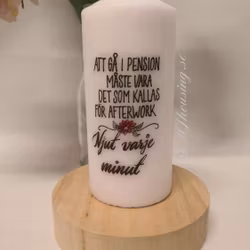 ATT GÅ I PENSION
MÅSTE VARA
DET SOM KALLAS
FÖR AFTERWORK
Njut varje
minut